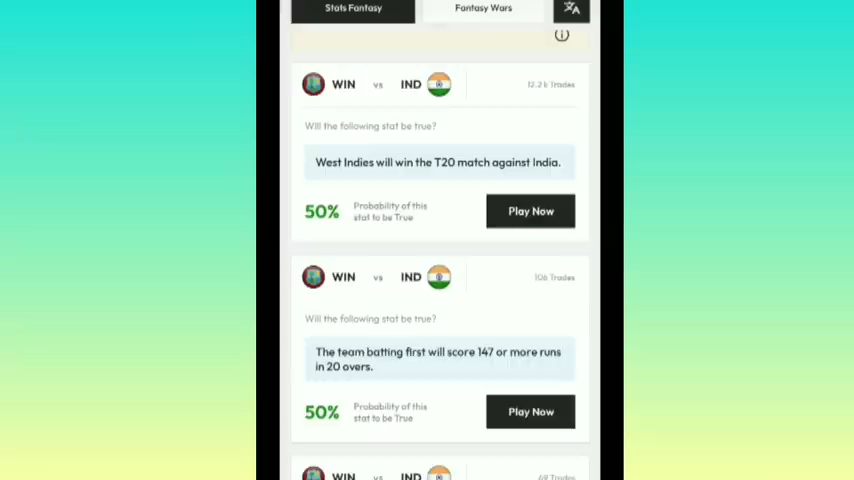 Stats Fantasy
Fantasy Wars
WIN vs IND
12.2 k Trades
Will the following stat be true?
West Indies will win the T20 match against India.
50%
Probability of this
stat to be True
Play Now
WIN vs IND
106 Trades
Will the following stat be true?
The team batting first will score 147 or more runs
in 20 overs.
50%
Probability of this
stat to be True
Play Now
WIN vs IND
69 Trades